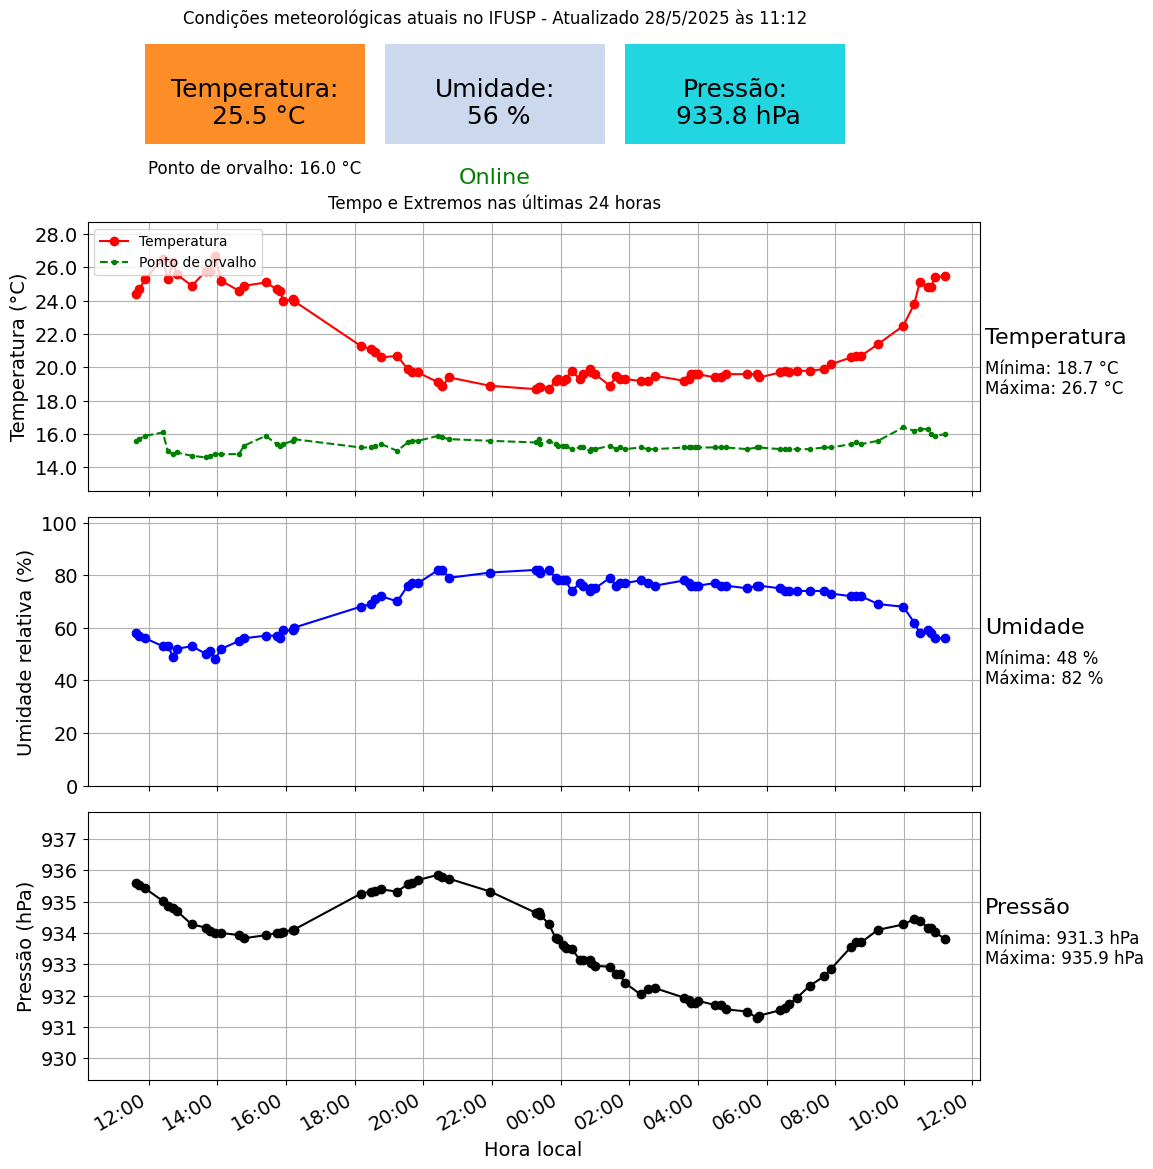 Condições meteorológicas atuais no IFUSP - Atualizado 28/5/2025 às 11:12
Temperatura:
25.5 °C
Umidade:
56 %
Pressão:
933.8 hPa
Ponto de orvalho: 16.0 °C
Online
Tempo e Extremos nas últimas 24 horas
Temperatura (°C)
28.0
26.0
24.0
22.0
20.0
18.0
16.0
14.0
Temperatura
Ponto de orvalho
Temperatura
Mínima: 18.7 °C
Máxima: 26.7 °C
Umidade relativa (%)
100
80
60
40
20
0
Umidade
Mínima: 48 %
Máxima: 82 %
Pressão (hPa)
937
936
935
934
933
932
931
930
Pressão
Mínima: 931.3 hPa
Máxima: 935.9 hPa
12:00
14:00
16:00
18:00
20:00
22:00
00:00
02:00
04:00
06:00
08:00
10:00
12:00
Hora local